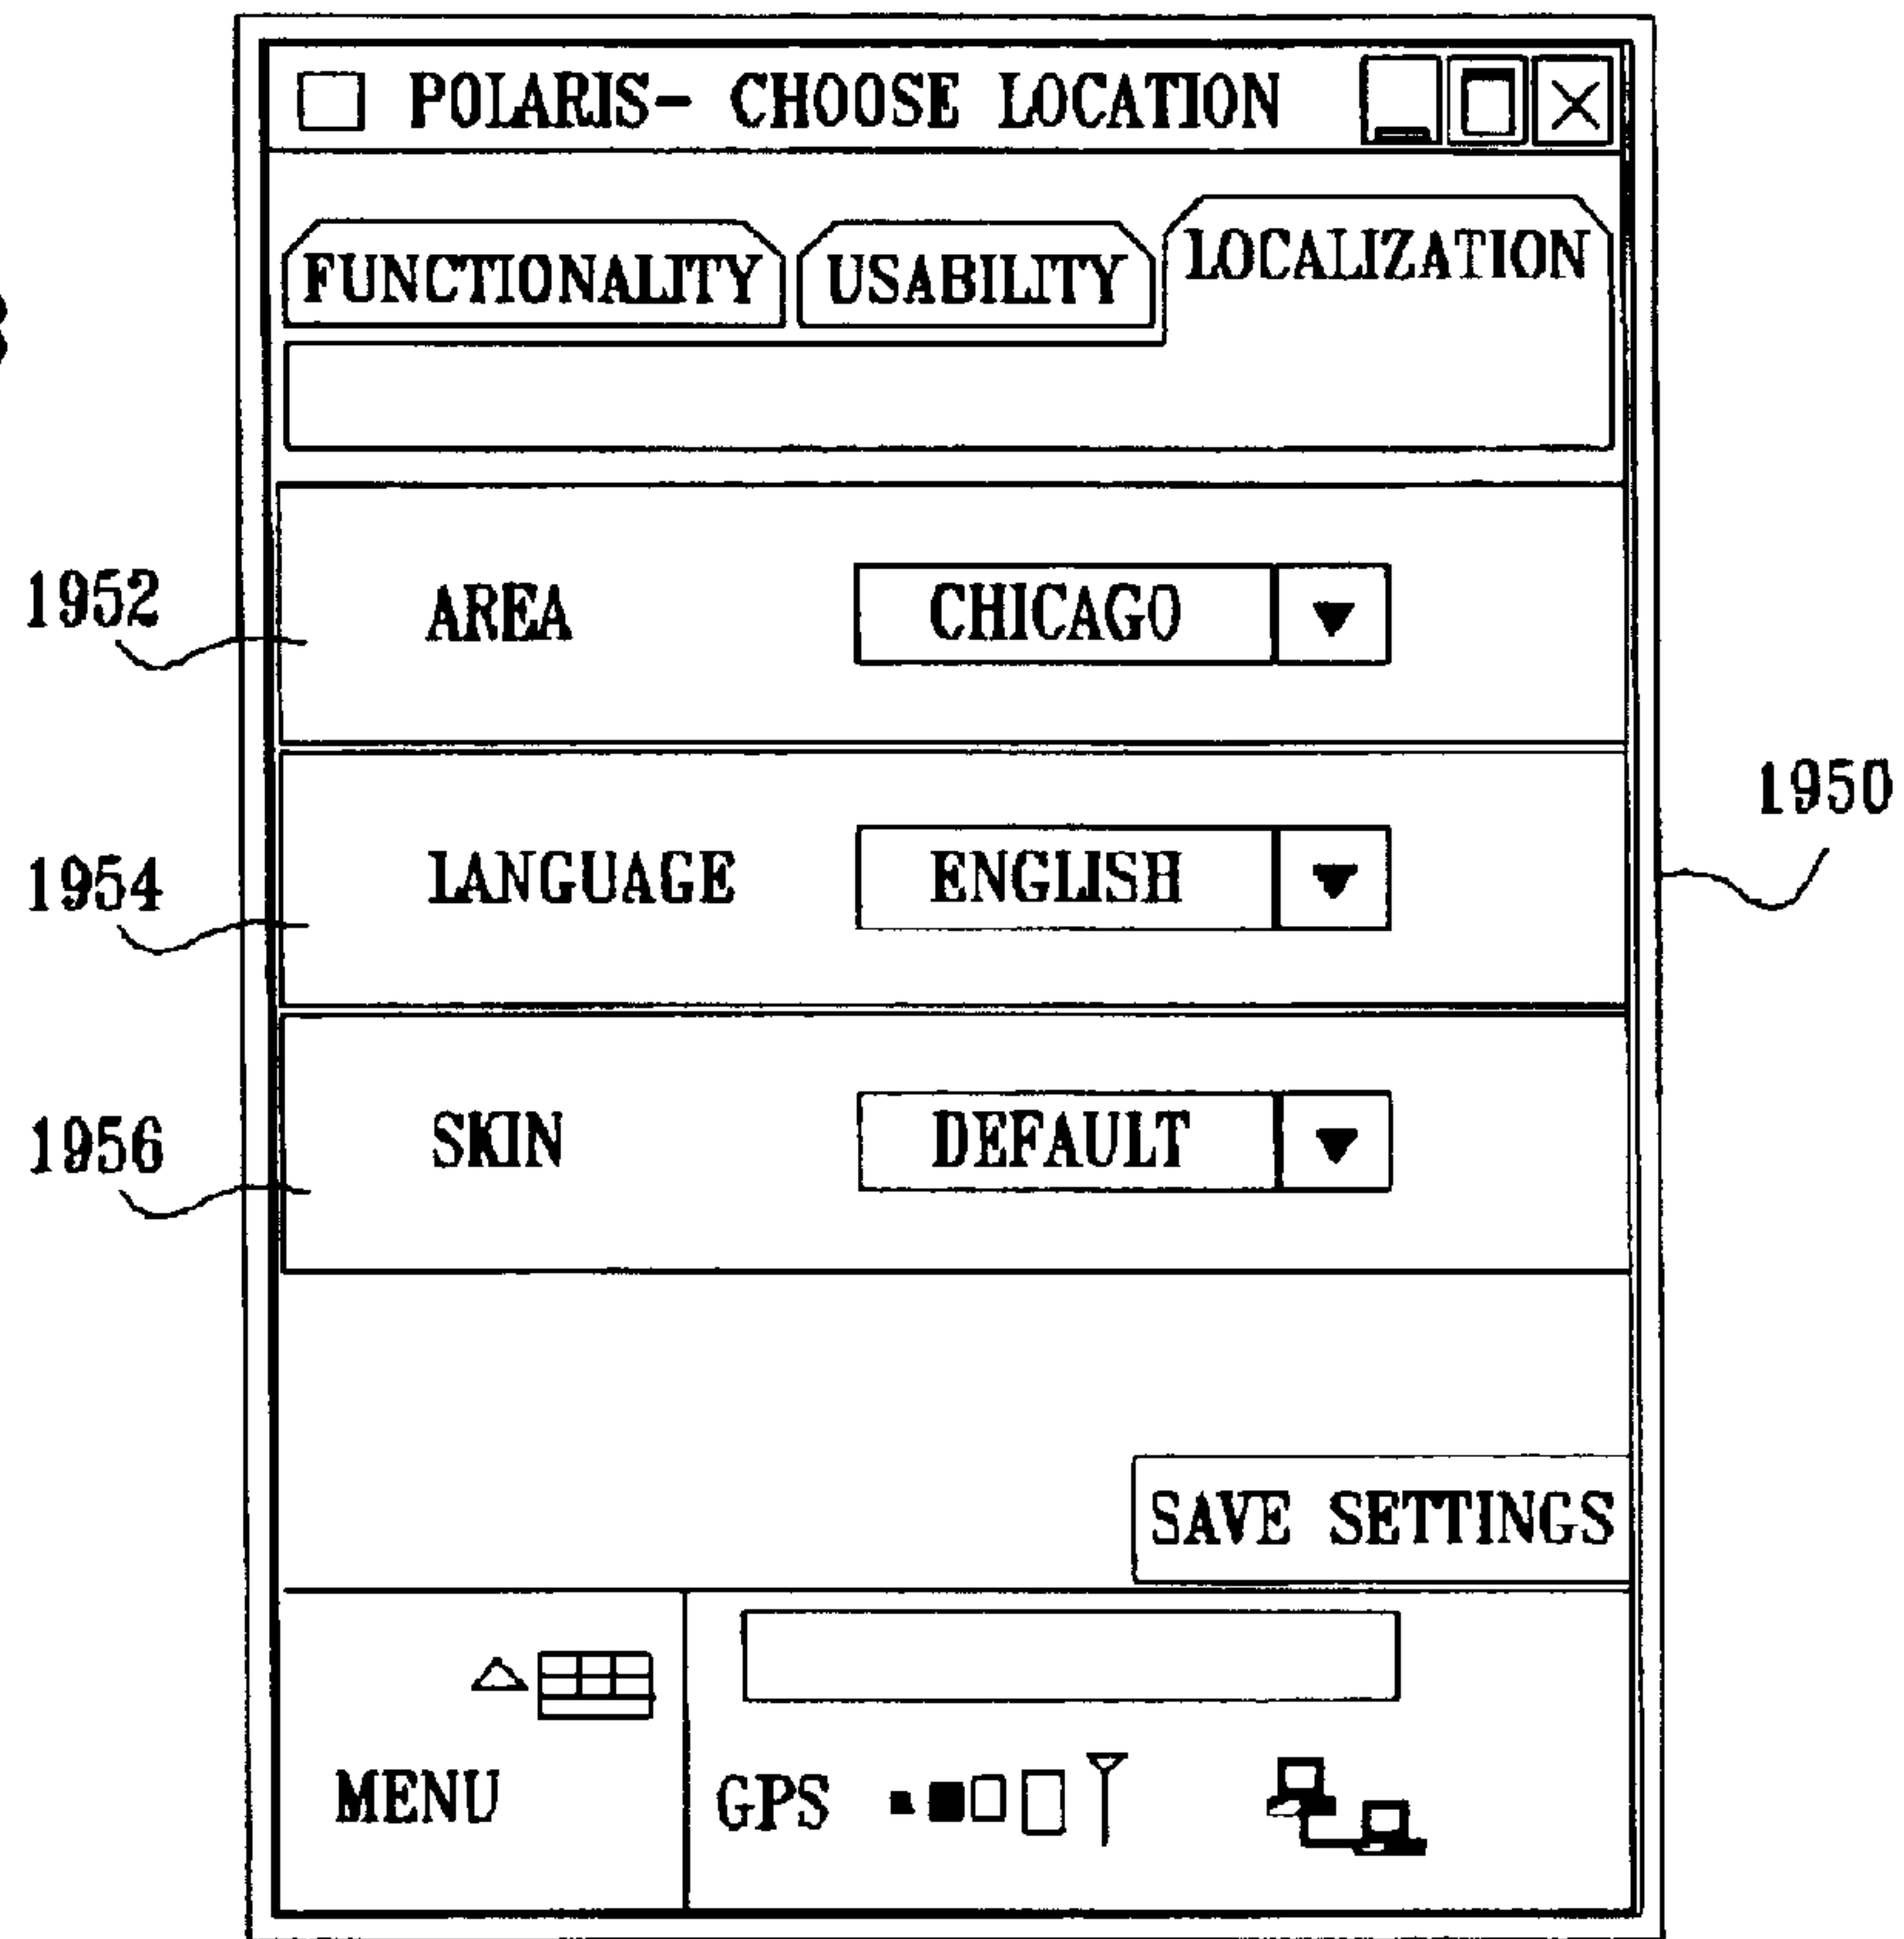 POLARIS- CHOOSE LOCATION
FUNCTIONALITY USABILITY LOCALIZATION
1952 AREA CHICAGO
1950
1954 LANGUAGE ENGLISH
1956 SKIN DEFAULT
SAVE SETTINGS
MENU GPS